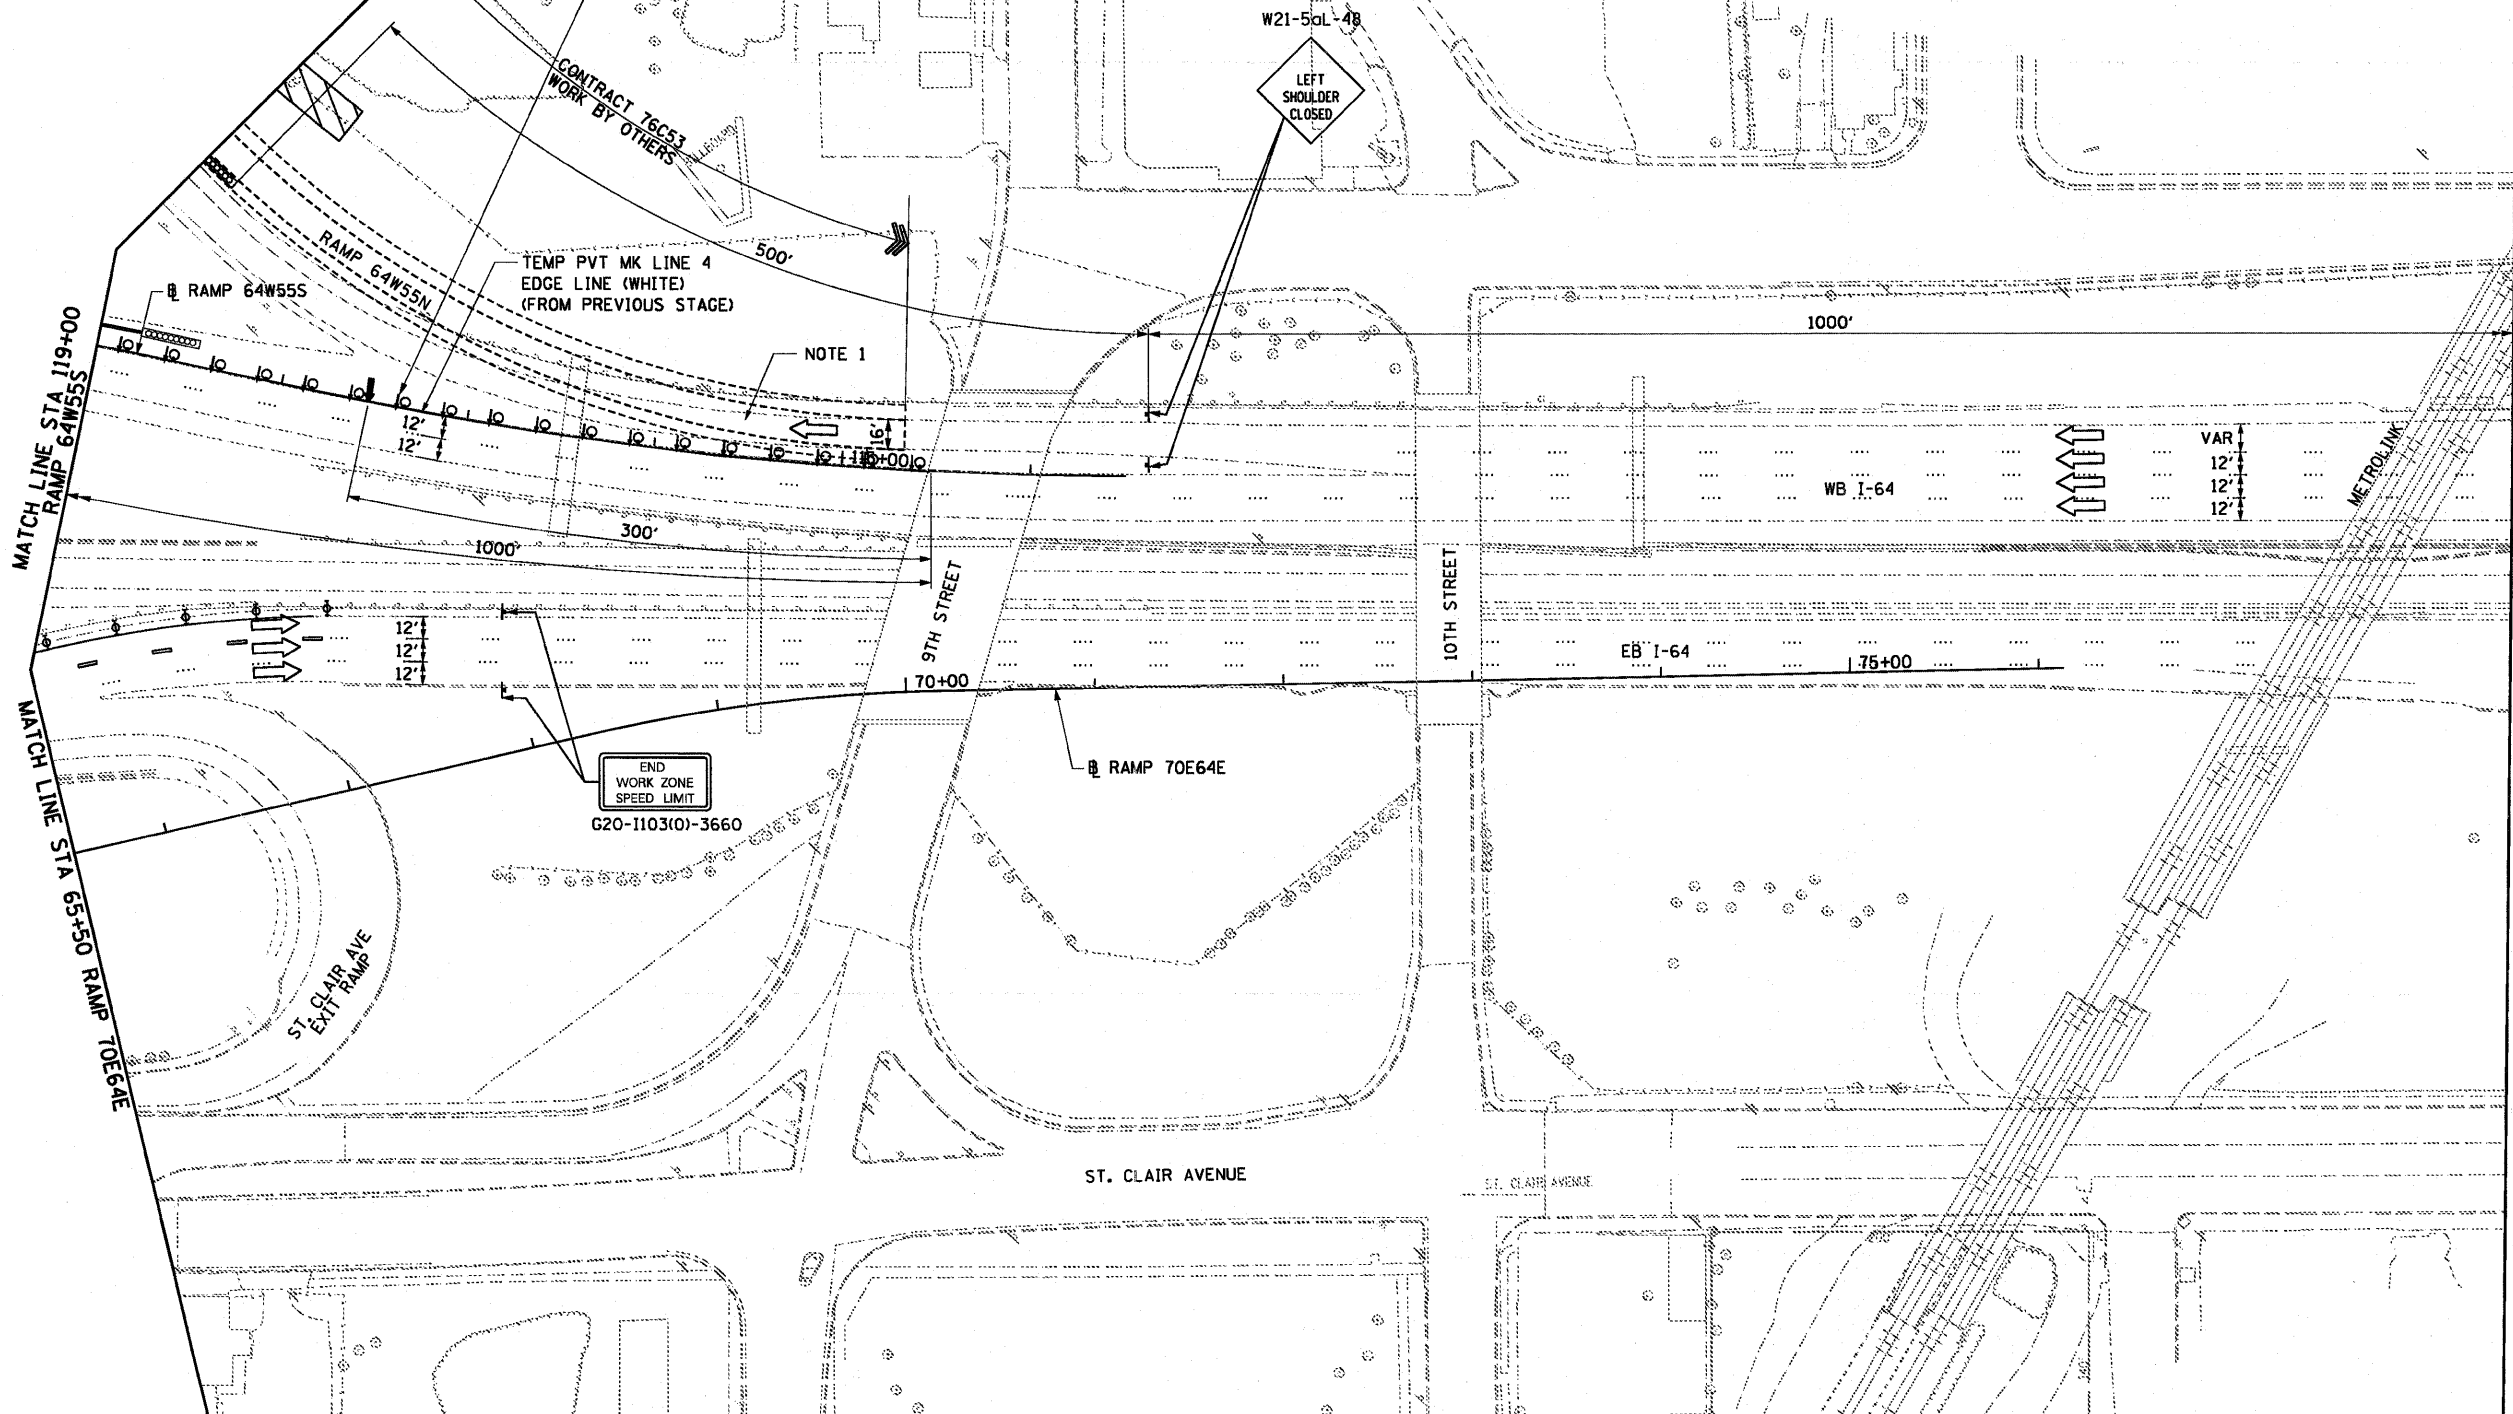 W21-5aL-48
LEFT
SHOULDER
CLOSED
CONTRACT 76C53
WORK BY OTHERS
500'
RAMP 64W55N
TEMP PVT MK LINE 4
EDGE LINE (WHITE)
(FROM PREVIOUS STAGE)
℄ RAMP 64W55S
NOTE 1
1000'
MATCH LINE STA 119+00
RAMP 64W55S
12'
12'
16'
VAR
12'
12'
12'
WB I-64
METROLINK
300'
1000'
9TH STREET
10TH STREET
12'
12'
12'
EB I-64
75+00
70+00
℄ RAMP 70E64E
END
WORK ZONE
SPEED LIMIT
G20-I103(0)-3660
MATCH LINE STA 65+50 RAMP 70E64E
ST. CLAIR AVE
EXIT RAMP
ST. CLAIR AVENUE
ST. CLAIR AVENUE